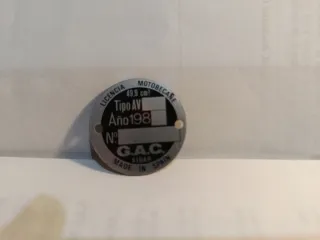 LICENCIA MOTOBECANE
49,9 cm³
Tipo AV
Año 198
Nº
G.A.C.
EIBAR
MADE IN SPAIN